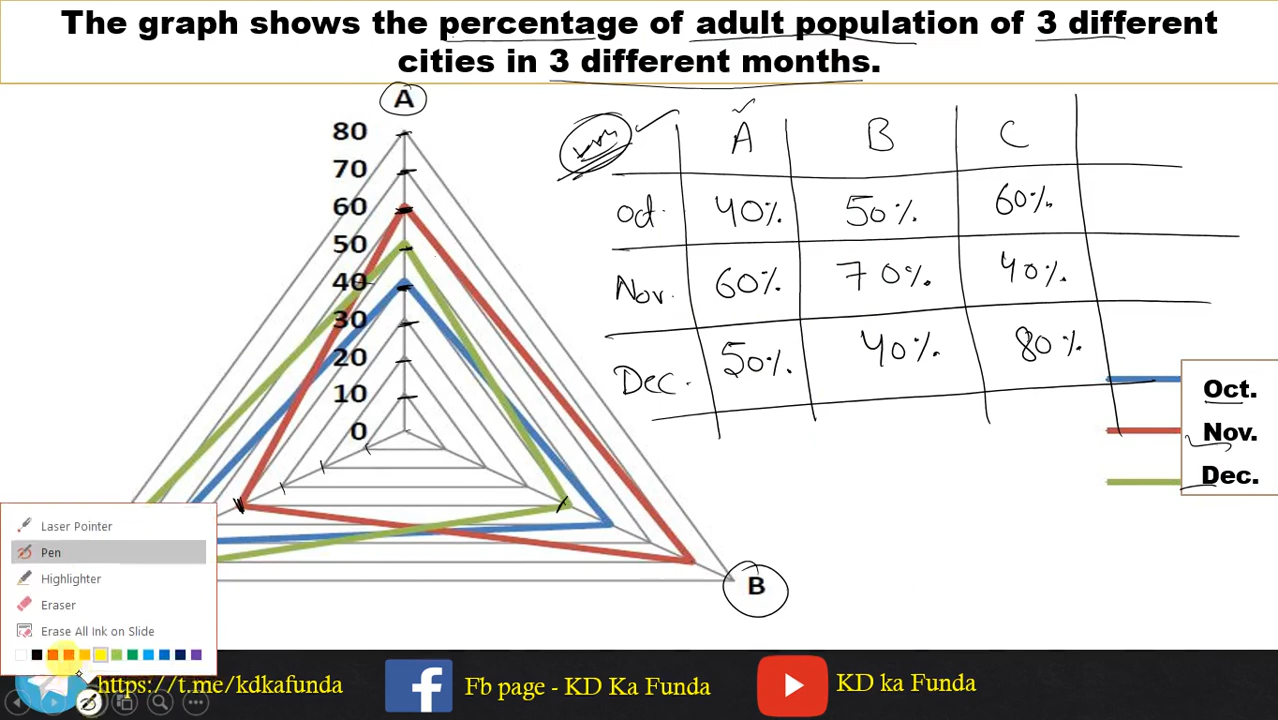 The graph shows the percentage of adult population of 3 different
cities in 3 different months.
A
80
70
60
50
40
30
20
10
0
B
A B C
Oct. 40% 50% 60%
Nov. 60% 70% 40%
Dec. 50% 40% 80%
Oct.
Nov.
Dec.
Laser Pointer
Pen
Highlighter
Eraser
Erase All Ink on Slide
https://t.me/kdkafunda
Fb page - KD Ka Funda
KD ka Funda